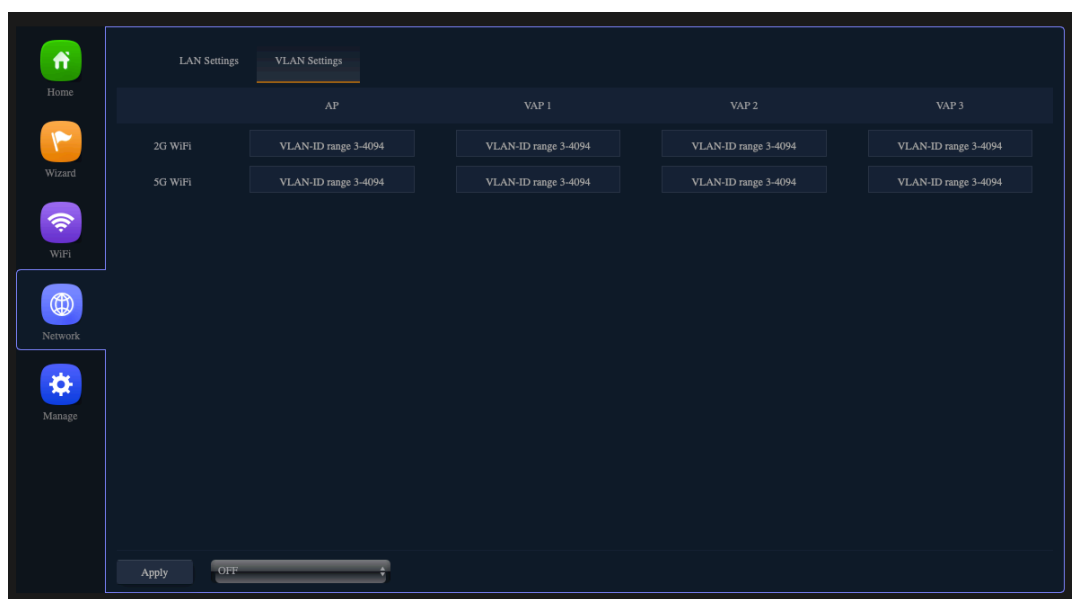 Home
Wizard
WiFi
Network
Manage
LAN Settings VLAN Settings
AP VAP 1 VAP 2 VAP 3
2G WiFi VLAN-ID range 3-4094 VLAN-ID range 3-4094 VLAN-ID range 3-4094 VLAN-ID range 3-4094
5G WiFi VLAN-ID range 3-4094 VLAN-ID range 3-4094 VLAN-ID range 3-4094 VLAN-ID range 3-4094
Apply OFF